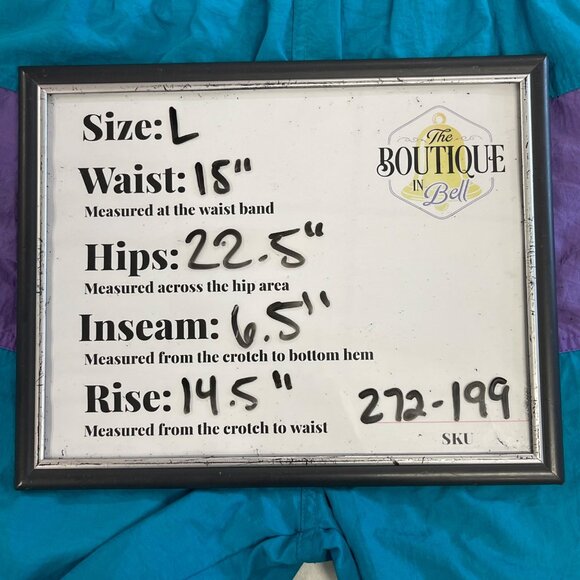 The
BOUTIQUE
IN
Bell
Size: L
Waist: 15"
Measured at the waist band
Hips: 22.5"
Measured across the hip area
Inseam: 6.5"
Measured from the crotch to bottom hem
Rise: 14.5"
Measured from the crotch to waist
272-199
SKU